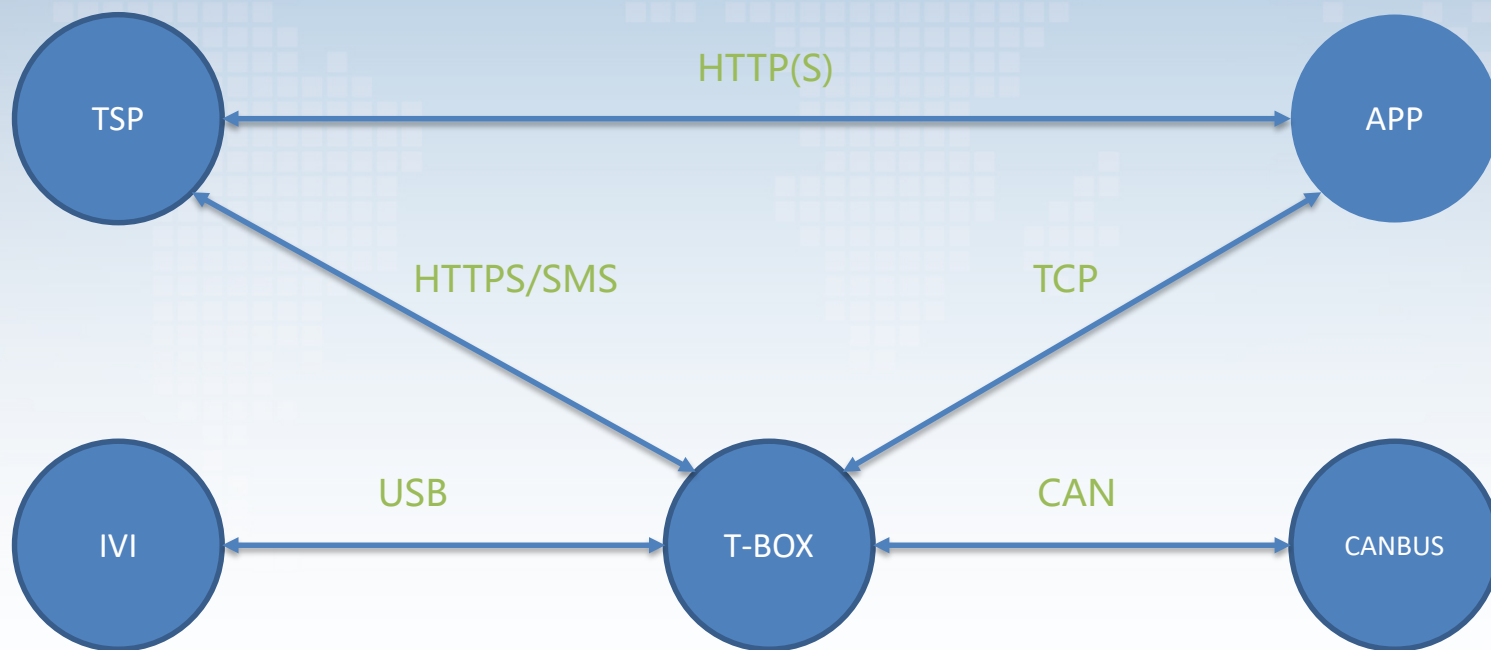 HTTP(S)
TSP
APP
HTTPS/SMS
TCP
USB
CAN
IVI
T-BOX
CANBUS